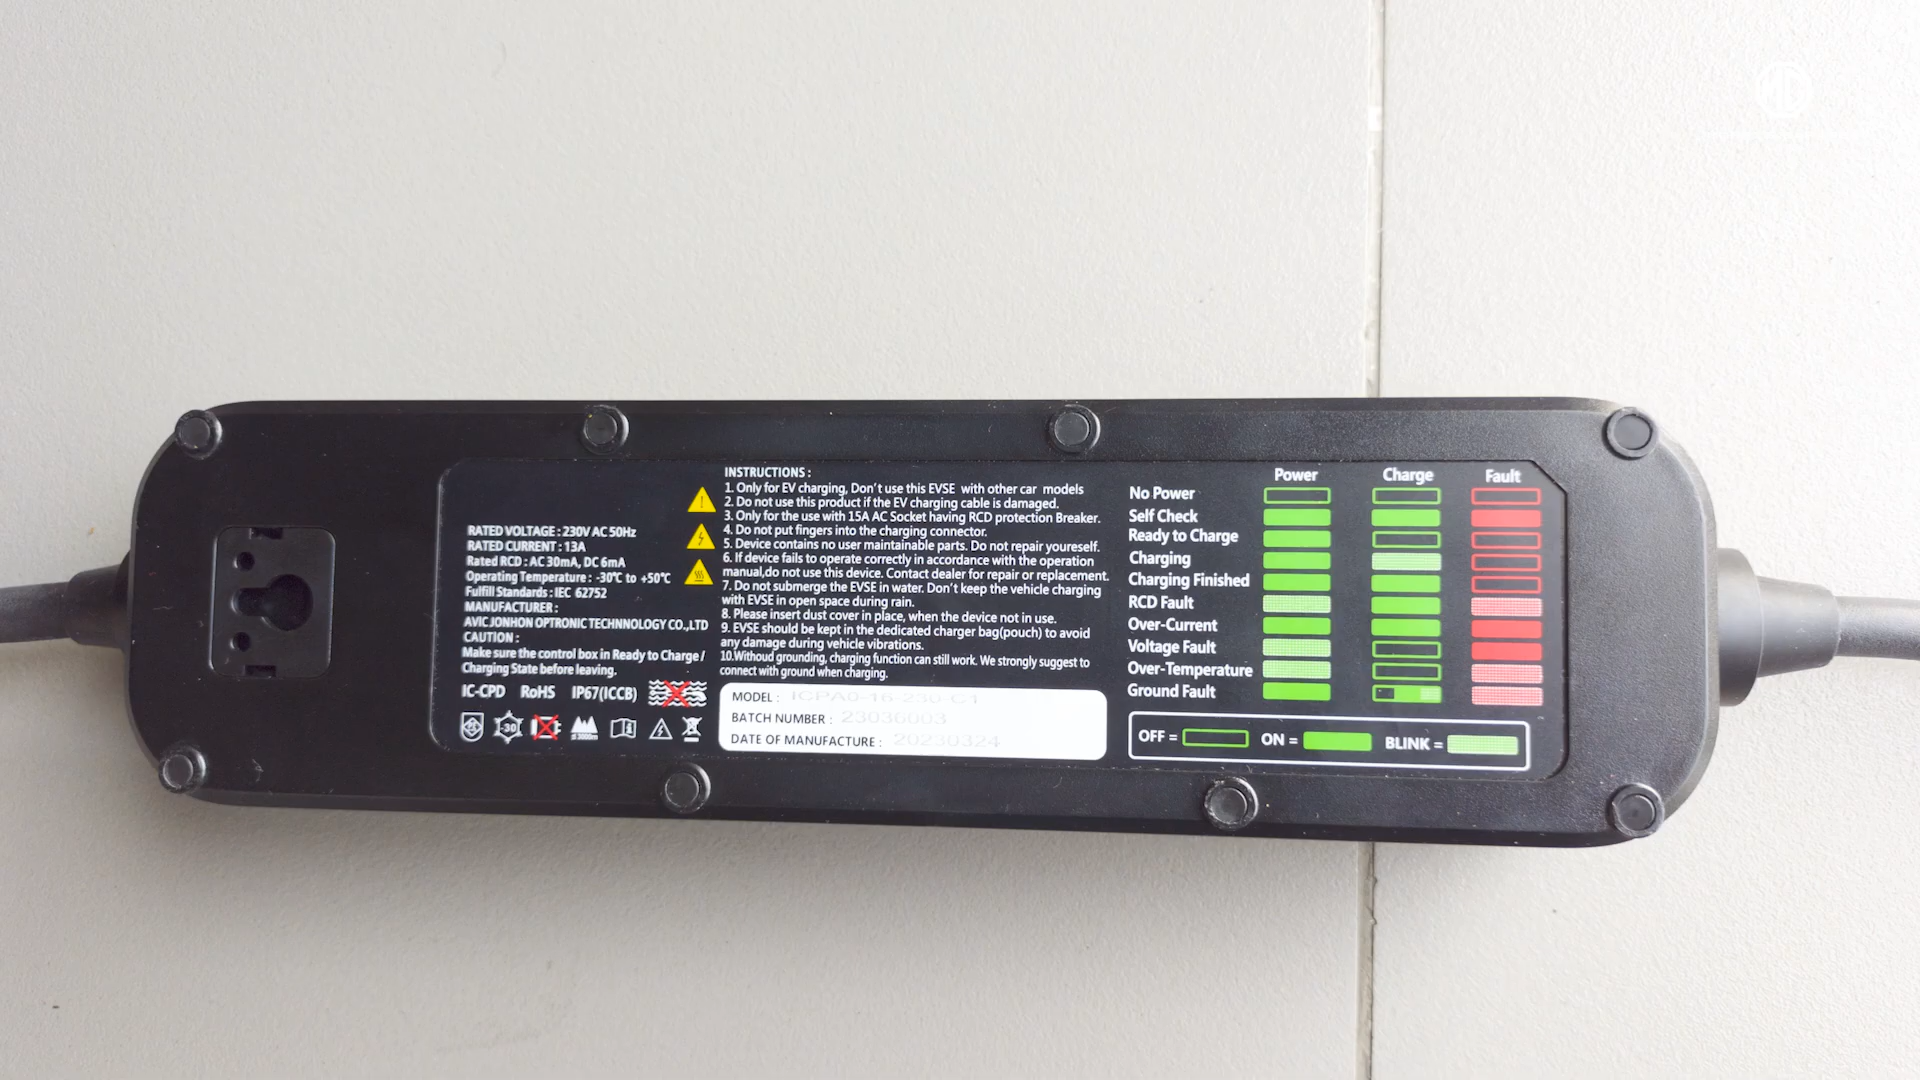 RATED VOLTAGE : 230V AC 50Hz
RATED CURRENT : 13A
Rated RCD : AC 30mA, DC 6mA
Operating Temperature : -30℃ to +50℃
Fulfill Standards : IEC 62752
MANUFACTURER :
AVIC JONHON OPTRONIC TECHNNOLOGY CO.,LTD
CAUTION :
Make sure the control box in Ready to Charge /
Charging State before leaving.
IC-CPD RoHS IP67(ICCB)
-30
INSTRUCTIONS :
1. Only for EV charging, Don't use this EVSE with other car models
2. Do not use this product if the EV charging cable is damaged.
3. Only for the use with 15A AC Socket having RCD protection Breaker.
4. Do not put fingers into the charging connector.
5. Device contains no user maintainable parts. Do not repair youreself.
6. If device fails to operate correctly in accordance with the operation
manual,do not use this device. Contact dealer for repair or replacement.
7. Do not submerge the EVSE in water. Don't keep the vehicle charging
with EVSE in open space during rain.
8. Please insert dust cover in place, when the device not in use.
9. EVSE should be kept in the dedicated charger bag(pouch) to avoid
any damage during vehicle vibrations.
10.Withoud grounding, charging function can still work. We strongly suggest to
connect with ground when charging.
MODEL : ICPA0-16-230-C1
BATCH NUMBER : 23036003
DATE OF MANUFACTURE : 20230324
Power Charge Fault
No Power
Self Check
Ready to Charge
Charging
Charging Finished
RCD Fault
Over-Current
Voltage Fault
Over-Temperature
Ground Fault
OFF = ON = BLINK =